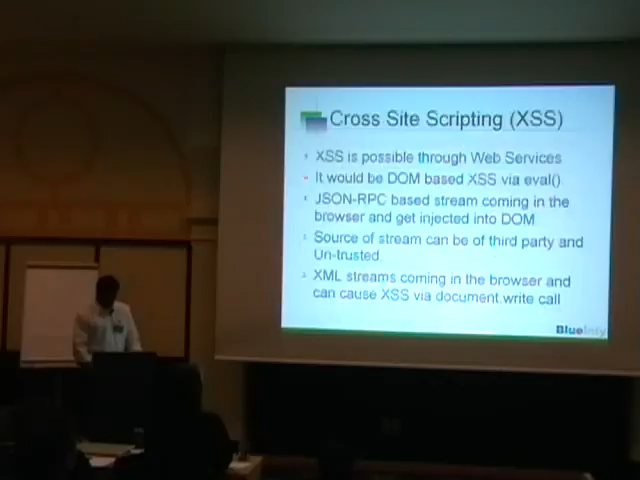 Cross Site Scripting (XSS)
XSS is possible through Web Services
It would be DOM based XSS via eval()
JSON-RPC based stream coming in the
browser and get injected into DOM
Source of stream can be of third party and
Un-trusted
XML streams coming in the browser and
can cause XSS via document.write call
BlueInfy